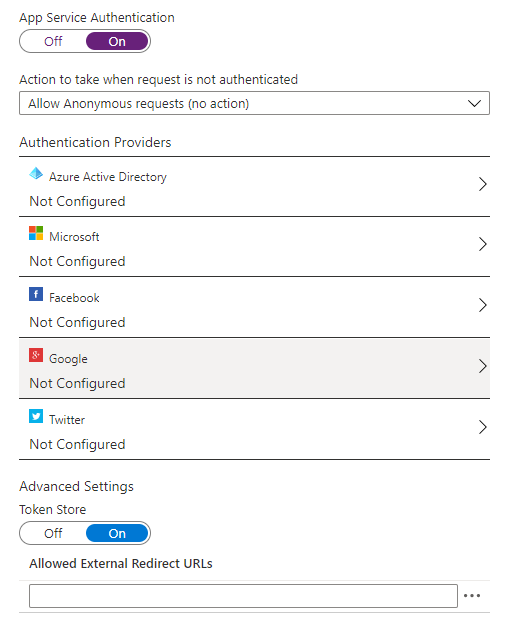 App Service Authentication
Off On
Action to take when request is not authenticated
Allow Anonymous requests (no action)
Authentication Providers
Azure Active Directory
Not Configured
Microsoft
Not Configured
Facebook
Not Configured
Google
Not Configured
Twitter
Not Configured
Advanced Settings
Token Store
Off On
Allowed External Redirect URLs